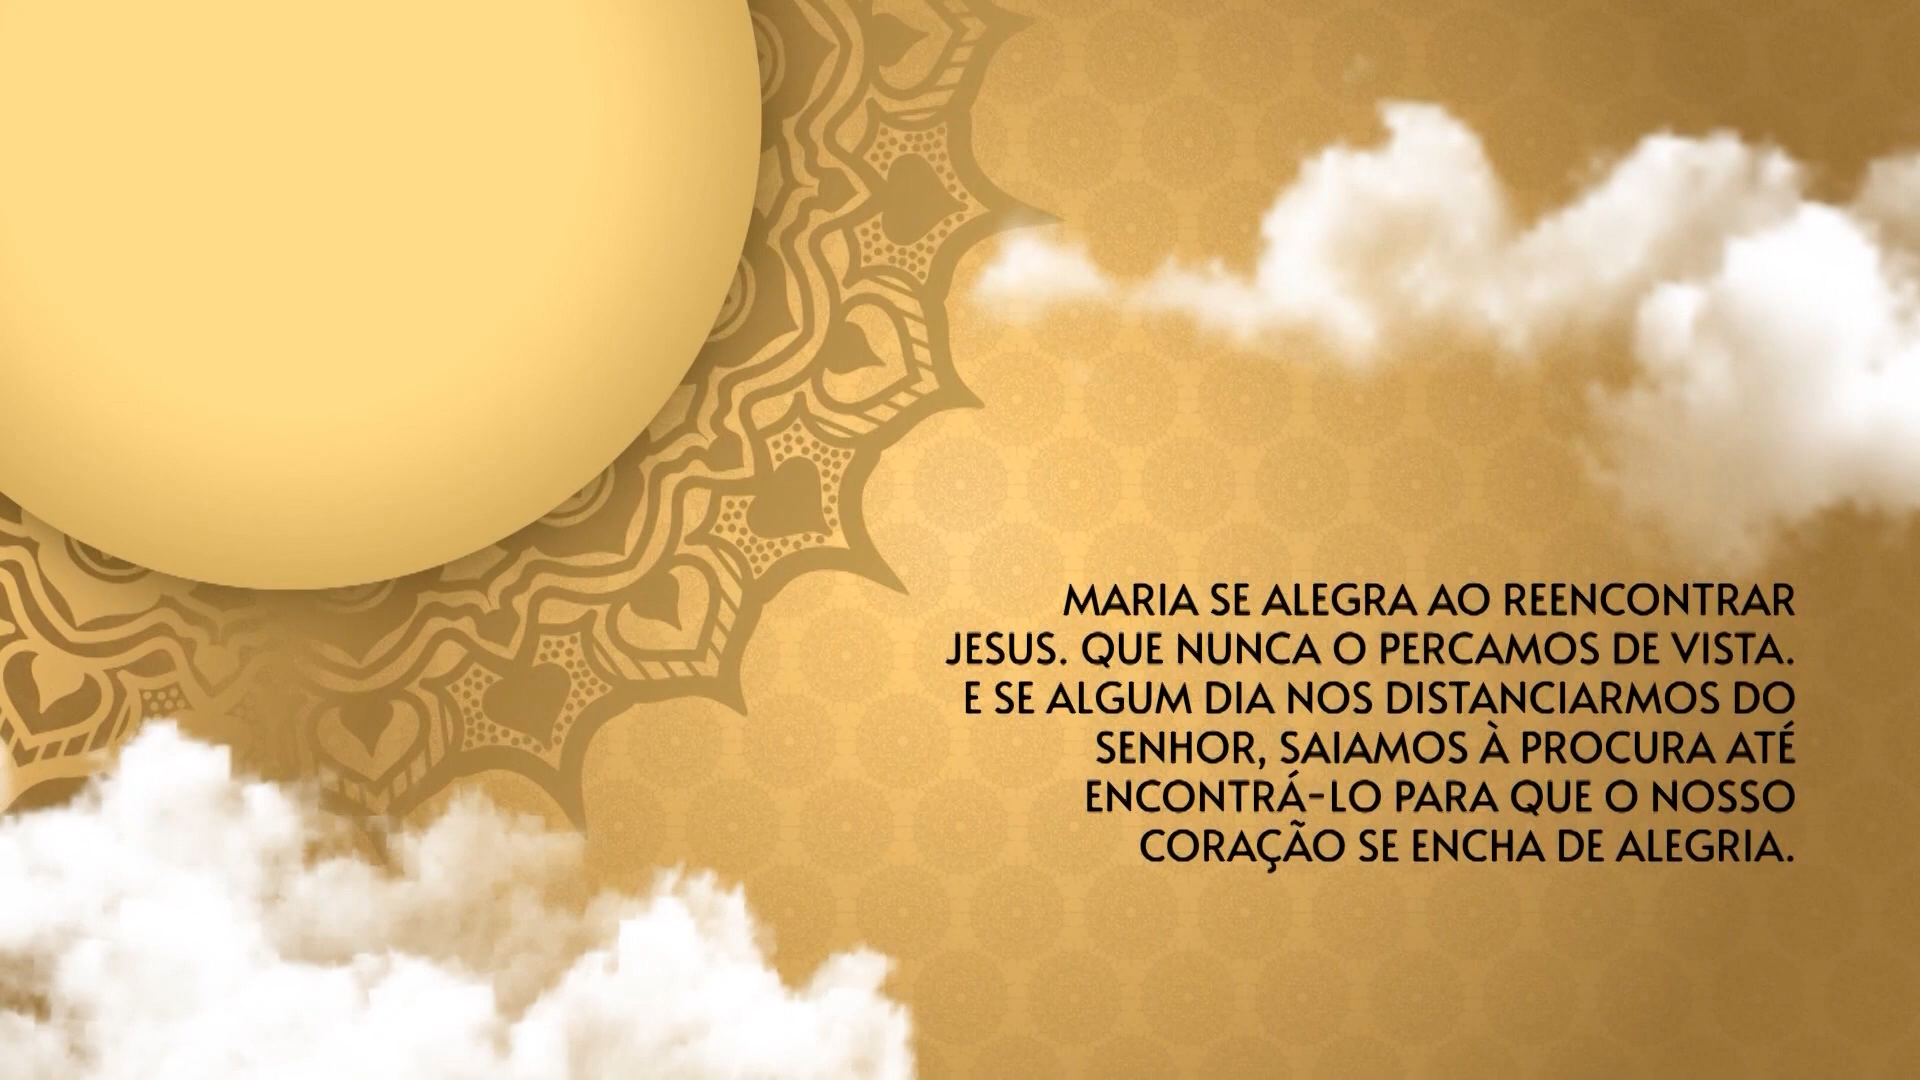 MARIA SE ALEGRA AO REENCONTRAR
JESUS. QUE NUNCA O PERCAMOS DE VISTA.
E SE ALGUM DIA NOS DISTANCIARMOS DO
SENHOR, SAIAMOS À PROCURA ATÉ
ENCONTRÁ-LO PARA QUE O NOSSO
CORAÇÃO SE ENCHA DE ALEGRIA.